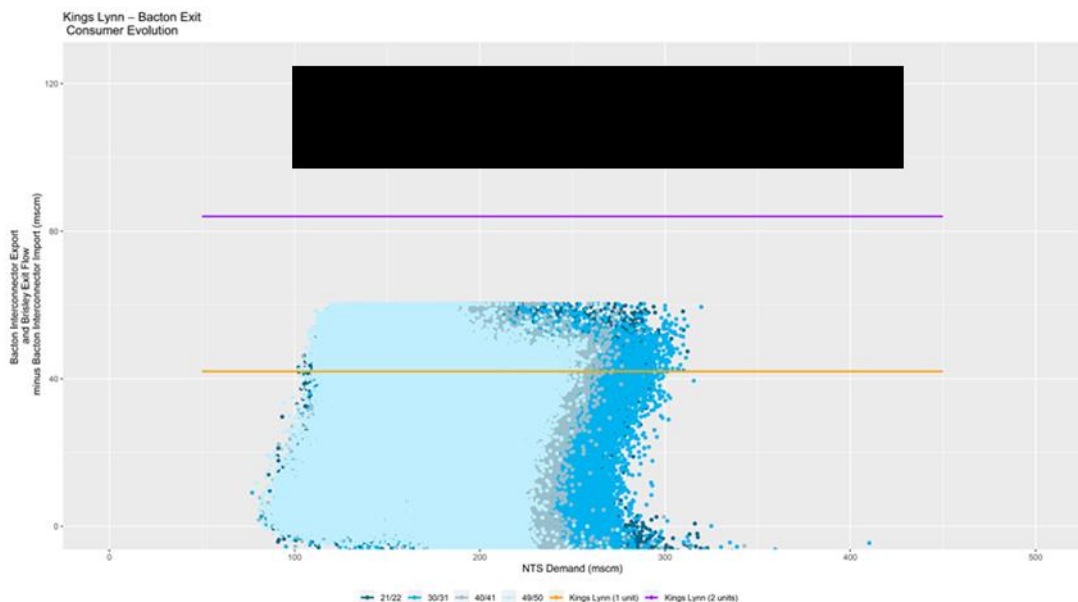 Kings Lynn – Bacton Exit
Consumer Evolution
Bacton Interconnector Export
and Brisley Exit Flow
minus Bacton Interconnector Import (mscm)
120
80
40
0
0
100
200
300
400
500
NTS Demand (mscm)
21/22
30/31
40/41
49/50
Kings Lynn (1 unit)
Kings Lynn (2 units)